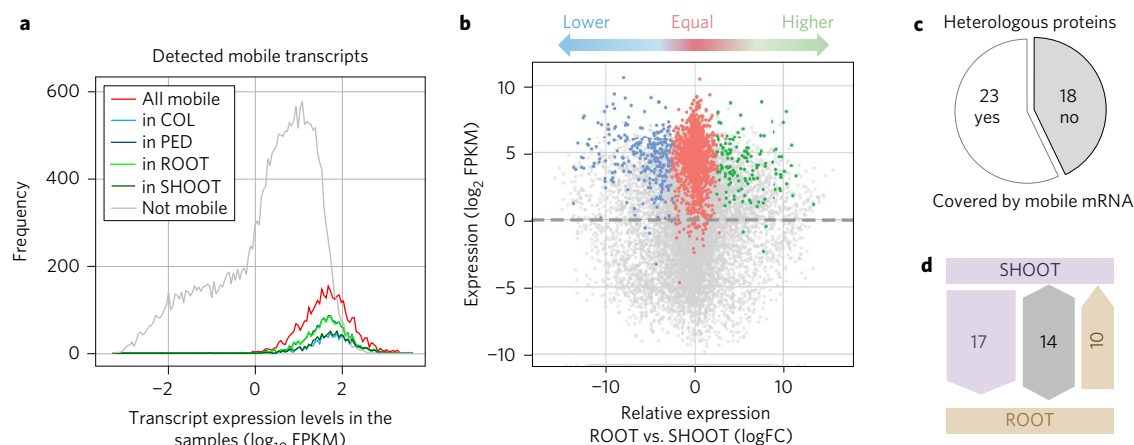 a
Detected mobile transcripts
600
400
200
0
All mobile
in COL
in PED
in ROOT
in SHOOT
Not mobile
Frequency
−2
0
2
Transcript expression levels in the
samples (log10 FPKM)
b
Lower
Equal
Higher
10
5
0
−5
−10
Expression (log2 FPKM)
−10
0
10
Relative expression
ROOT vs. SHOOT (logFC)
c
Heterologous proteins
23
yes
18
no
Covered by mobile mRNA
d
SHOOT
17
14
10
ROOT